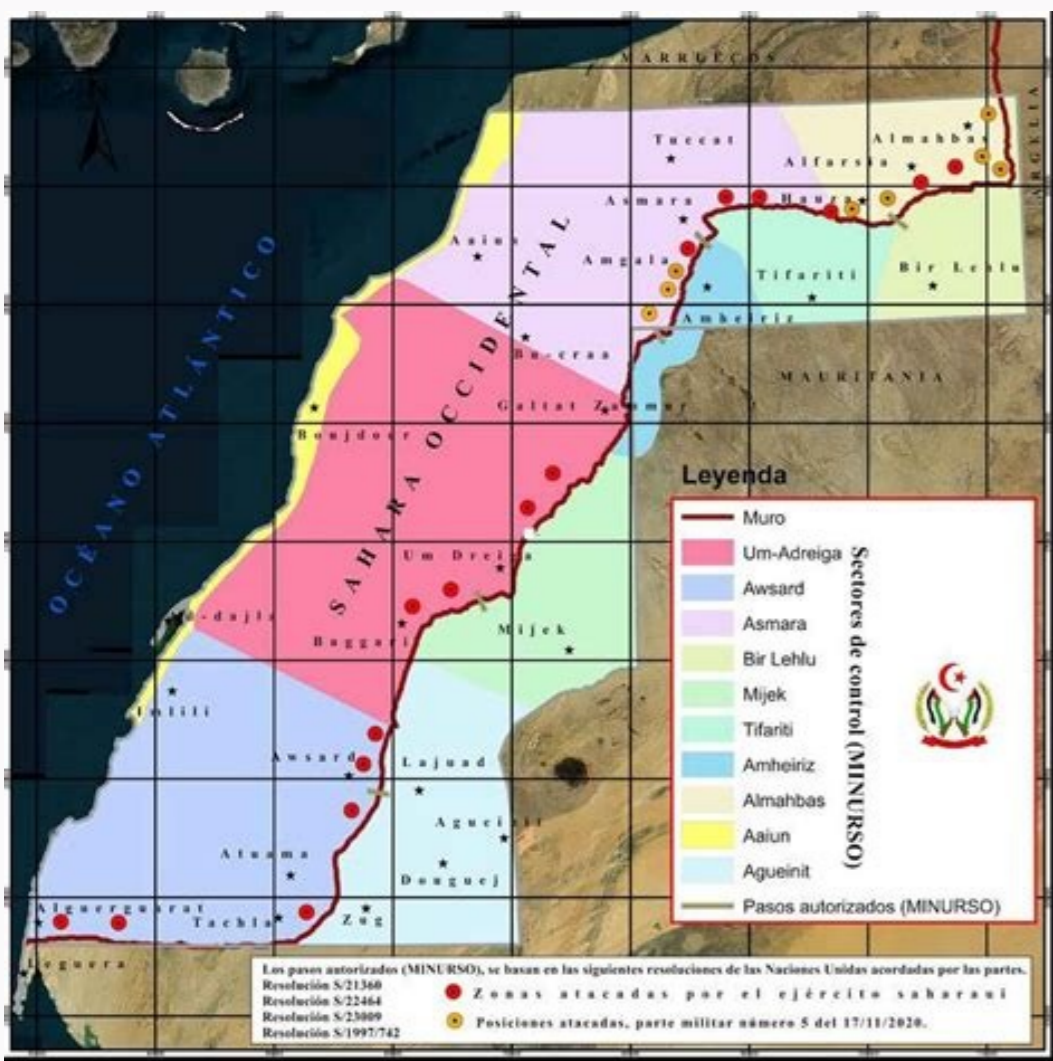 MARRUECOS
ARGELIA
Tuccat
Almahbas
Alfarsia
Asmara
Hauza
Aaiun
Amgala
Tifariti
Bir Lehlu
Amheiriz
Bu-craa
MAURITANIA
OCÉANO ATLÁNTICO
SAHARA OCCIDENTAL
Galtat Zammur
Boujdour
Leyenda
Muro
Um-Adreiga
Awsard
Asmara
Bir Lehlu
Mijek
Tifariti
Amheiriz
Almahbas
Aaiun
Agueinit
Pasos autorizados (MINURSO)
Sectores de control (MINURSO)
Um Dreiga
Baggari
Mijek
Awsard
Lajuad
Agueinit
Atuama
Douguej
Alguerguarat
Tachla
Zug
Leguera
Los pasos autorizados (MINURSO), se basan en las siguientes resoluciones de las Naciones Unidas acordadas por las partes.
Resolución S/21360
Resolución S/22464
Resolución S/23009
Resolución S/1997/742
Zonas atacadas por el ejército saharaui
Posiciones atacadas, parte militar número 5 del 17/11/2020.